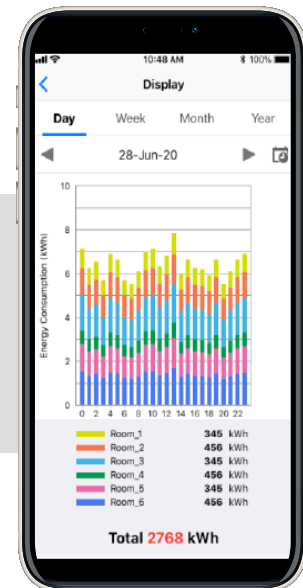 10:48 AM 100%
Display
Day Week Month Year
28-Jun-20
Energy Consumption (kWh)
10
8
6
4
2
0
0 2 4 6 8 10 12 14 16 18 20 22
Room_1 345 kWh
Room_2 456 kWh
Room_3 345 kWh
Room_4 456 kWh
Room_5 345 kWh
Room_6 456 kWh
Total 2768 kWh